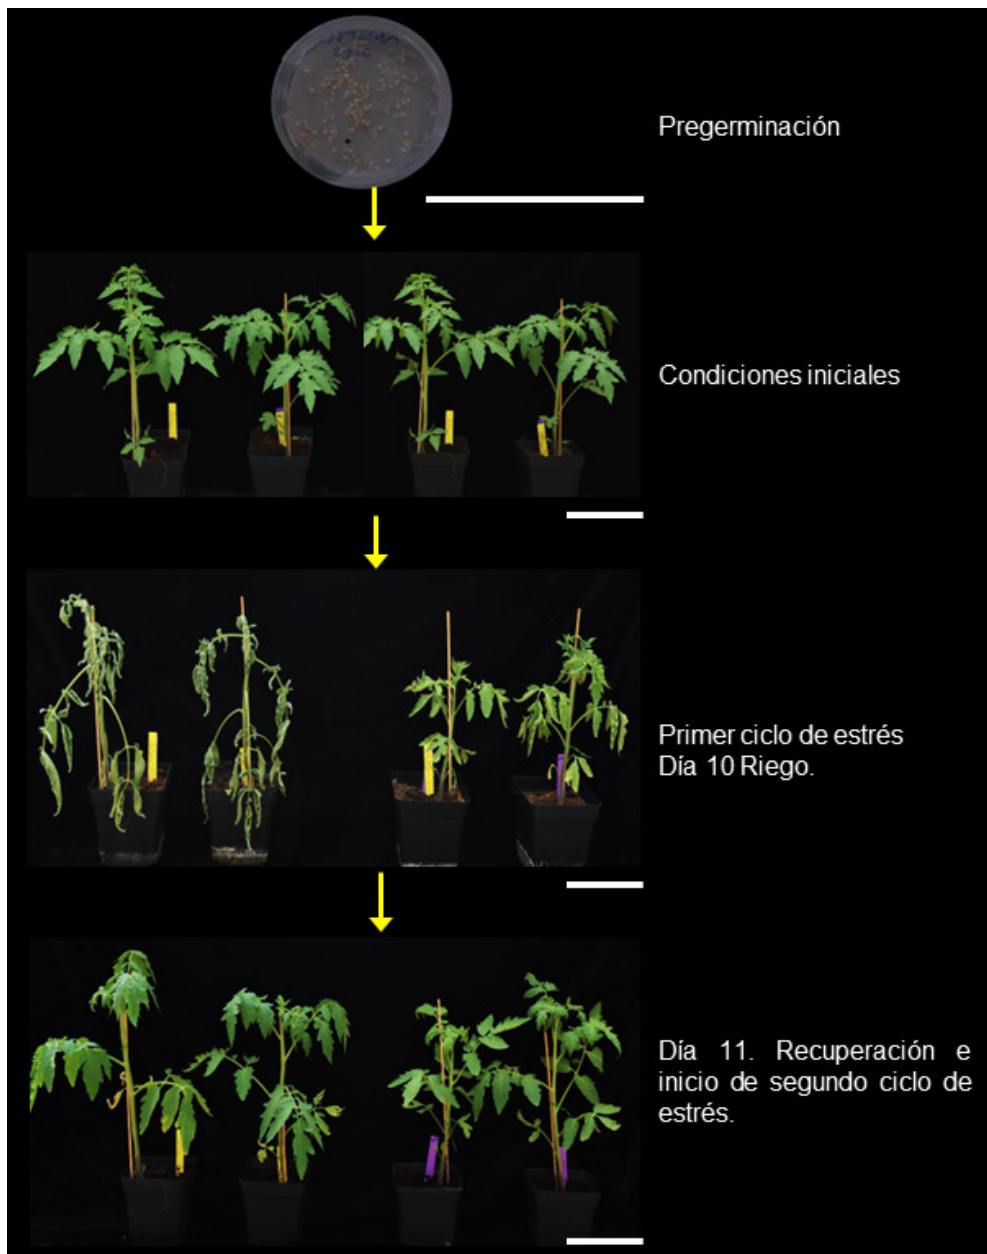 Pregerminación
Condiciones iniciales
Primer ciclo de estrés
Día 10 Riego.
Día 11. Recuperación e
inicio de segundo ciclo de
estrés.